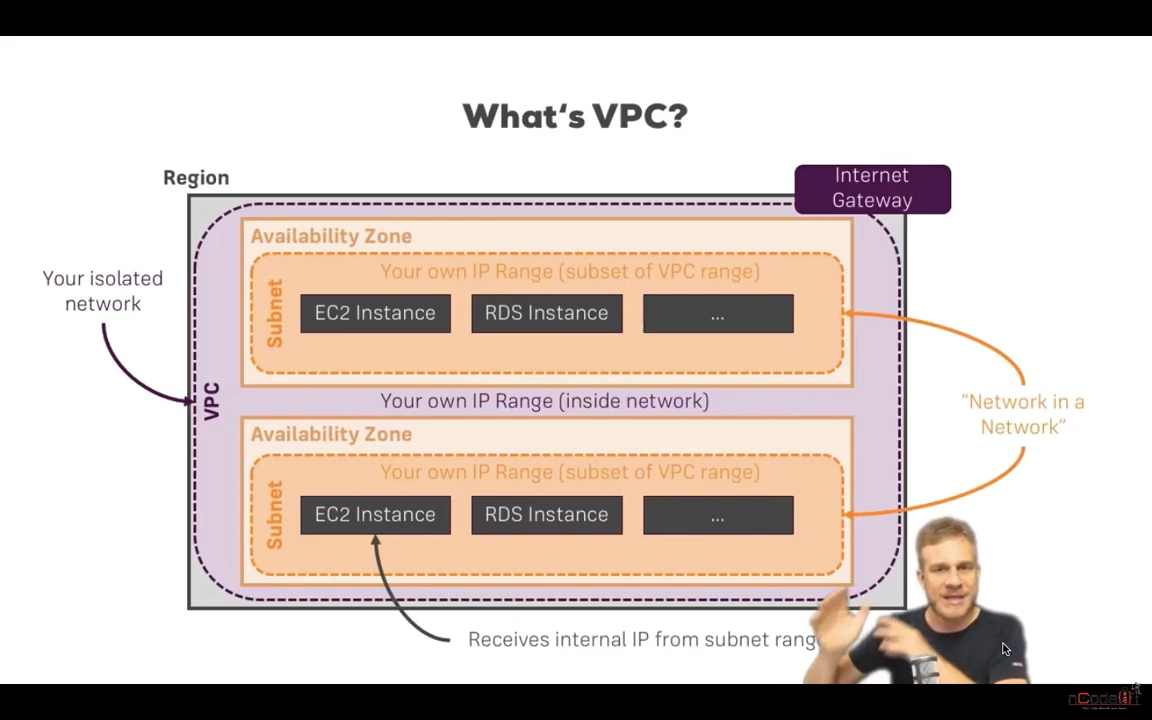 What's VPC?
Region
Internet
Gateway
Availability Zone
Your own IP Range (subset of VPC range)
Subnet
EC2 Instance
RDS Instance
...
Your isolated
network
VPC
Your own IP Range (inside network)
"Network in a
Network"
Availability Zone
Your own IP Range (subset of VPC range)
Subnet
EC2 Instance
RDS Instance
...
Receives internal IP from subnet rang